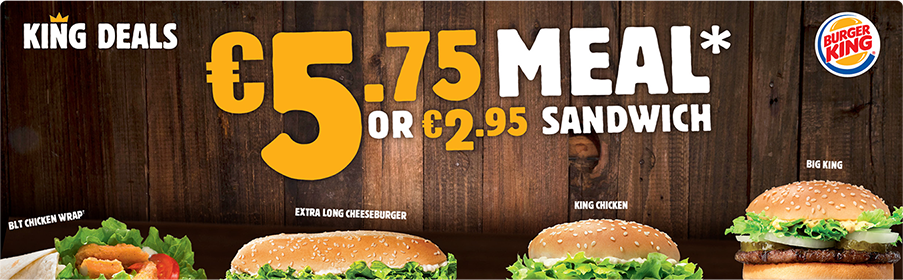 KING DEALS
€5.75 MEAL*
OR €2.95 SANDWICH
BURGER
KING
BIG KING
KING CHICKEN
EXTRA LONG CHEESEBURGER
BLT CHICKEN WRAP*